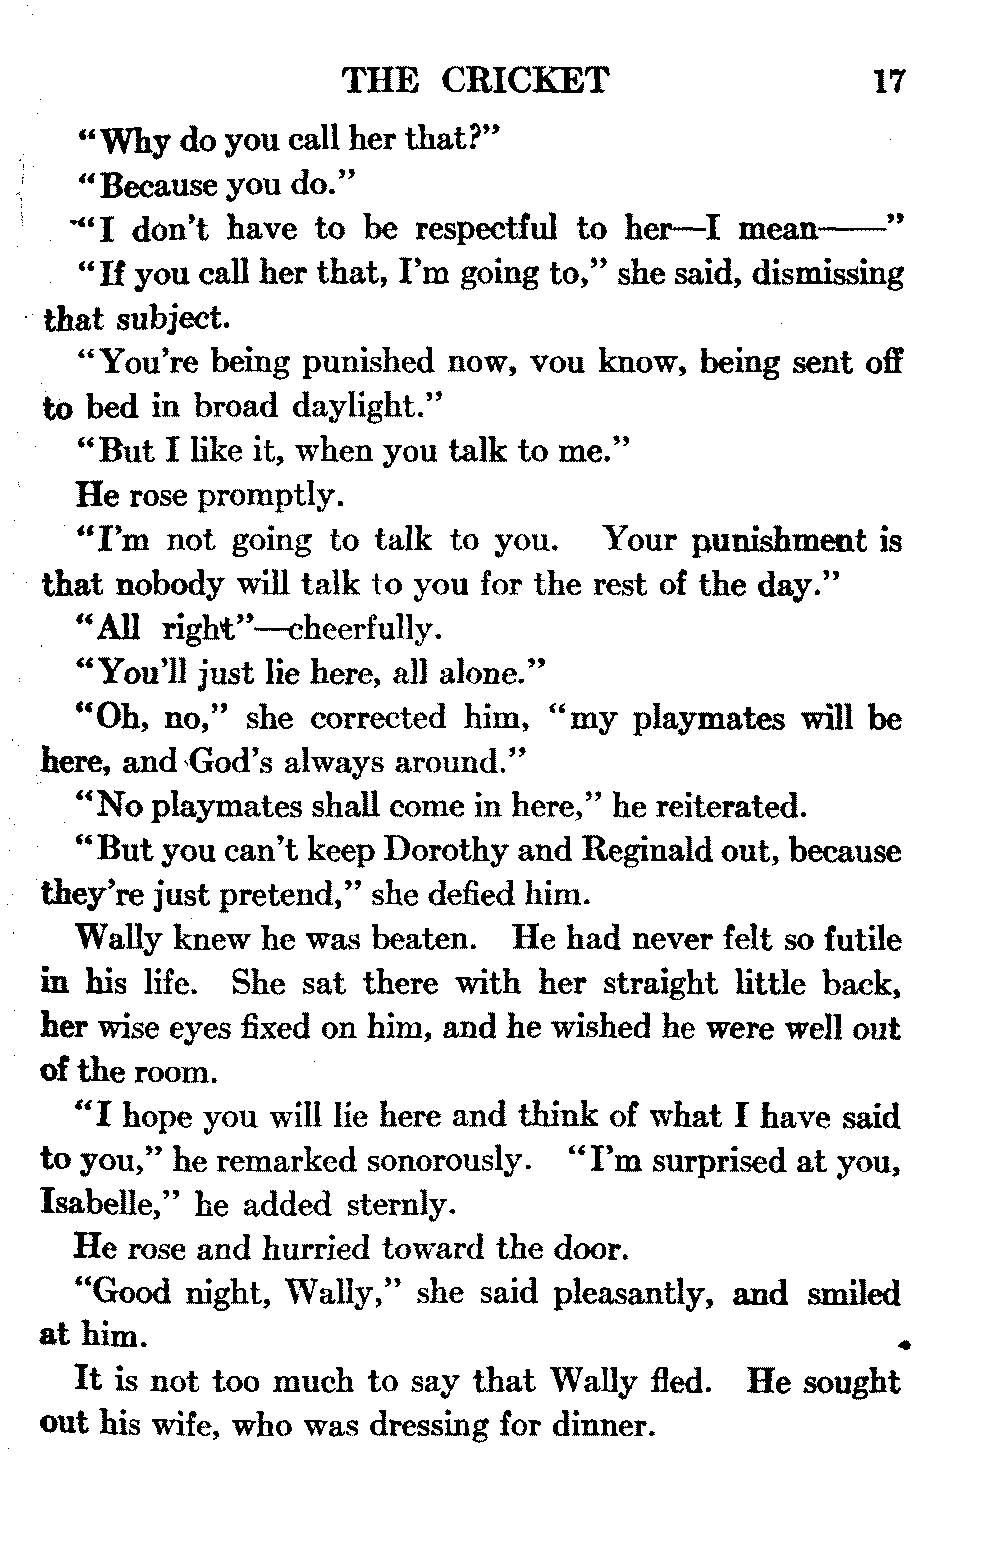 THE CRICKET 17
“Why do you call her that?”
“Because you do.”
“I don't have to be respectful to her—I mean——”
“If you call her that, I'm going to,” she said, dismissing
that subject.
“You're being punished now, vou know, being sent off
to bed in broad daylight.”
“But I like it, when you talk to me.”
He rose promptly.
“I'm not going to talk to you. Your punishment is
that nobody will talk to you for the rest of the day.”
“All right”—cheerfully.
“You'll just lie here, all alone.”
“Oh, no,” she corrected him, “my playmates will be
here, and God's always around.”
“No playmates shall come in here,” he reiterated.
“But you can't keep Dorothy and Reginald out, because
they're just pretend,” she defied him.
Wally knew he was beaten. He had never felt so futile
in his life. She sat there with her straight little back,
her wise eyes fixed on him, and he wished he were well out
of the room.
“I hope you will lie here and think of what I have said
to you,” he remarked sonorously. “I'm surprised at you,
Isabelle,” he added sternly.
He rose and hurried toward the door.
“Good night, Wally,” she said pleasantly, and smiled
at him.
It is not too much to say that Wally fled. He sought
out his wife, who was dressing for dinner.